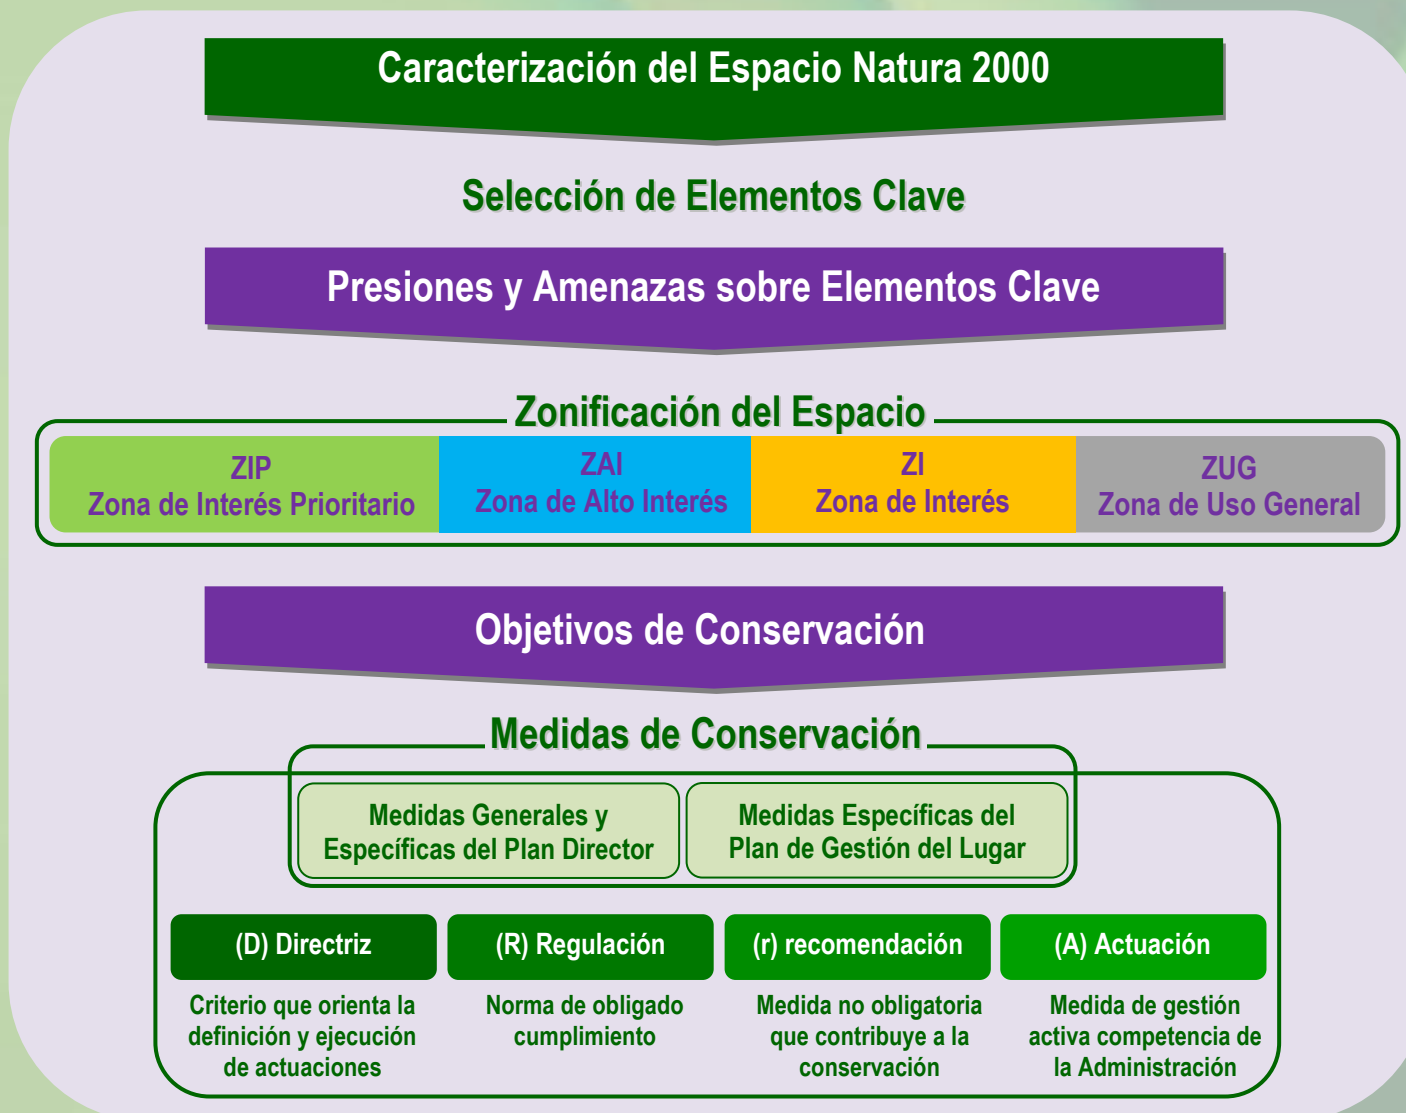 Caracterización del Espacio Natura 2000
Selección de Elementos Clave
Presiones y Amenazas sobre Elementos Clave
Zonificación del Espacio
ZIP
Zona de Interés Prioritario
ZAI
Zona de Alto Interés
ZI
Zona de Interés
ZUG
Zona de Uso General
Objetivos de Conservación
Medidas de Conservación
Medidas Generales y
Específicas del Plan Director
Medidas Específicas del
Plan de Gestión del Lugar
(D) Directriz
Criterio que orienta la
definición y ejecución
de actuaciones
(R) Regulación
Norma de obligado
cumplimiento
(r) recomendación
Medida no obligatoria
que contribuye a la
conservación
(A) Actuación
Medida de gestión
activa competencia de
la Administración